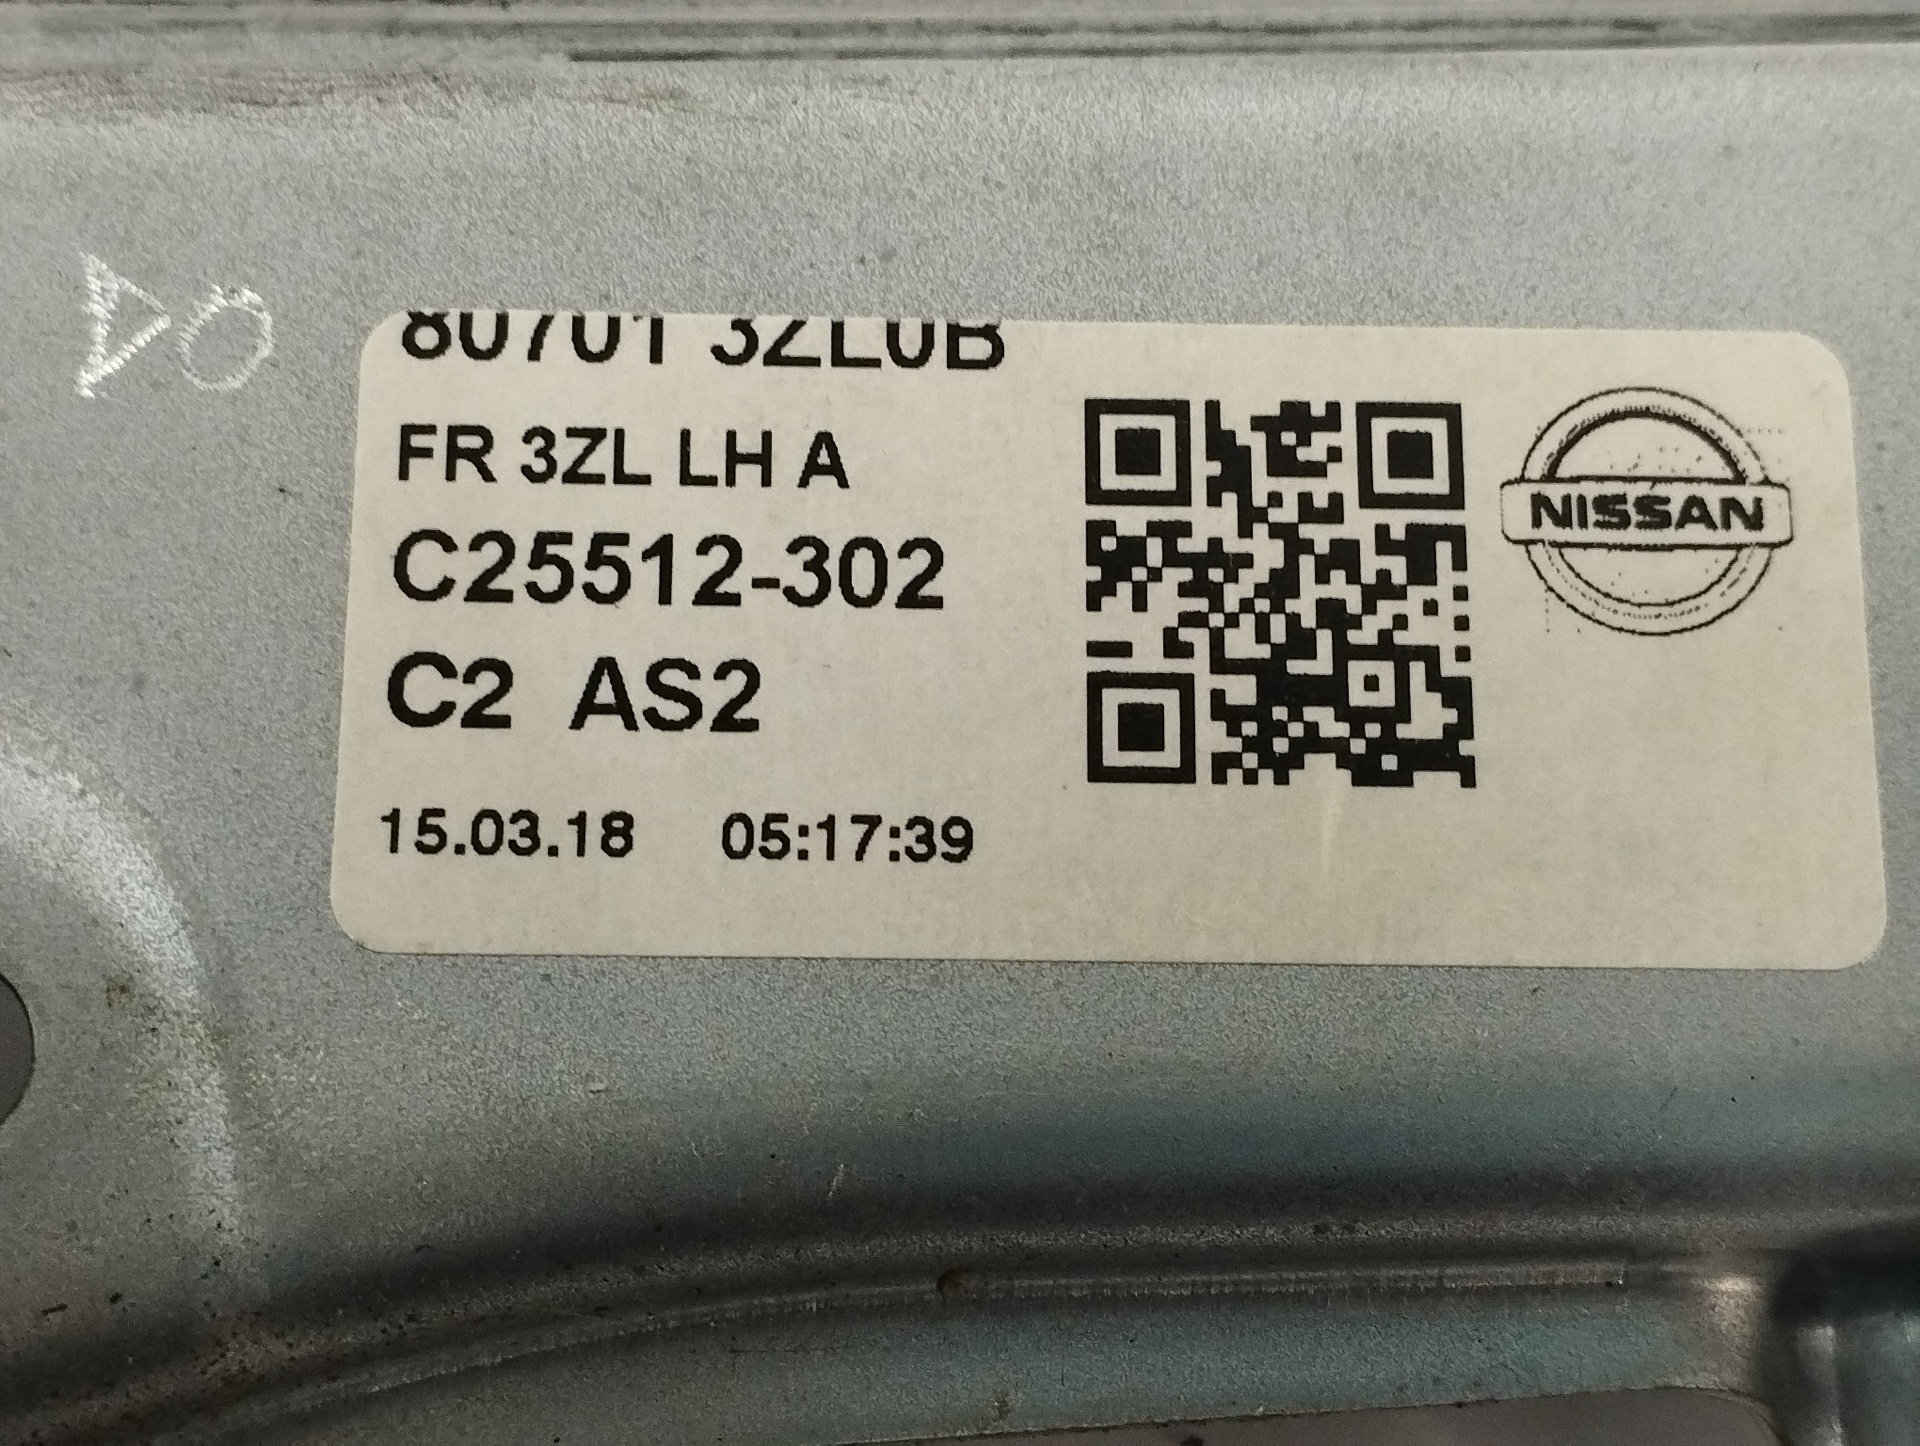 80701 3ZL0B
FR 3ZL LH A
C25512-302
C2 AS2
15.03.18 05:17:39
NISSAN